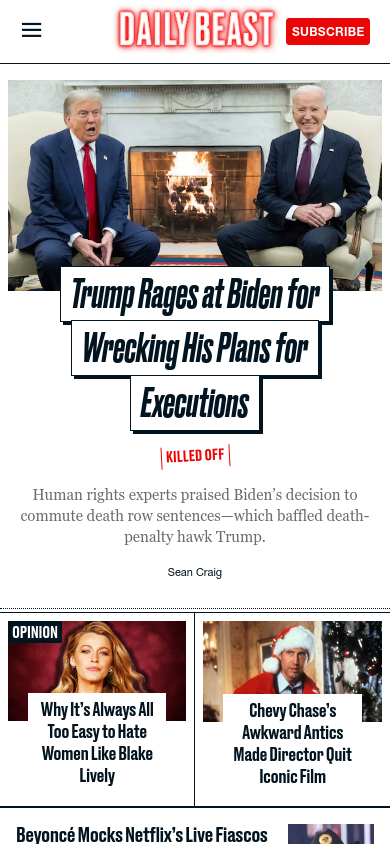 DAILY BEAST
SUBSCRIBE
Trump Rages at Biden for
Wrecking His Plans for
Executions
KILLED OFF
Human rights experts praised Biden’s decision to
commute death row sentences—which baffled death-
penalty hawk Trump.
Sean Craig
OPINION
Why It’s Always All
Too Easy to Hate
Women Like Blake
Lively
Chevy Chase’s
Awkward Antics
Made Director Quit
Iconic Film
Beyoncé Mocks Netflix’s Live Fiascos